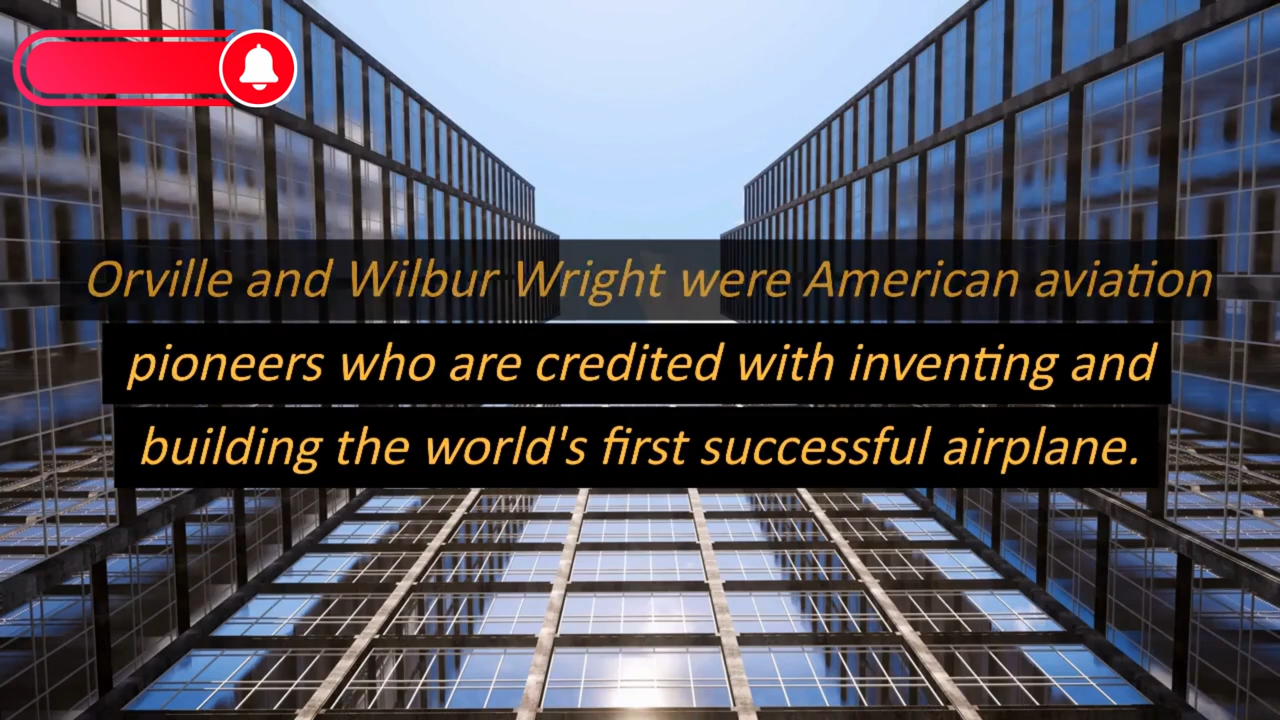 Orville and Wilbur Wright were American aviation
pioneers who are credited with inventing and
building the world's first successful airplane.